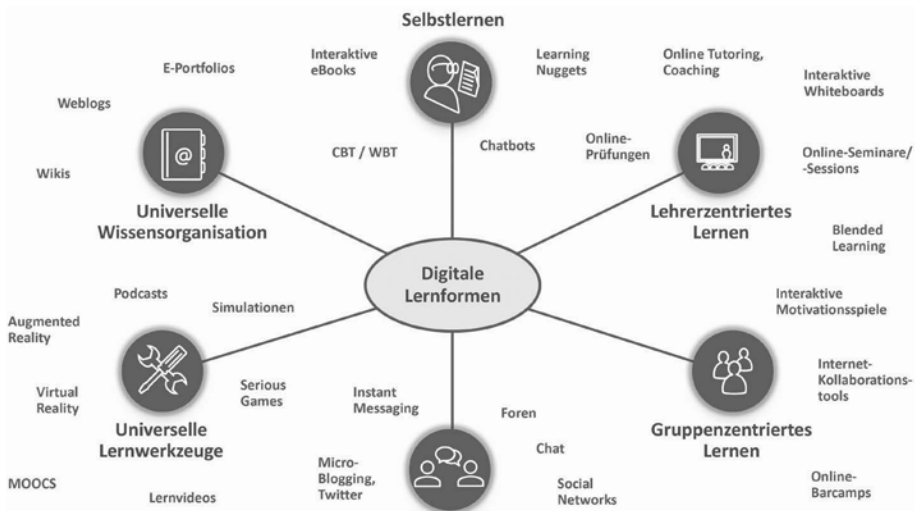 Selbstlernen
Interaktive
eBooks
Learning
Nuggets
CBT / WBT
Chatbots
E-Portfolios
Weblogs
Wikis
@
Universelle
Wissensorganisation
Online Tutoring,
Coaching
Interaktive
Whiteboards
Online-
Prüfungen
Online-Seminare/
-Sessions
Lehrerzentriertes
Lernen
Blended
Learning
Digitale
Lernformen
Podcasts
Simulationen
Augmented
Reality
Virtual
Reality
Serious
Games
Universelle
Lernwerkzeuge
MOOCS
Lernvideos
Instant
Messaging
Foren
Chat
Micro-
Blogging,
Twitter
Social
Networks
Interaktive
Motivationsspiele
Internet-
Kollaborations-
tools
Gruppenzentriertes
Lernen
Online-
Barcamps